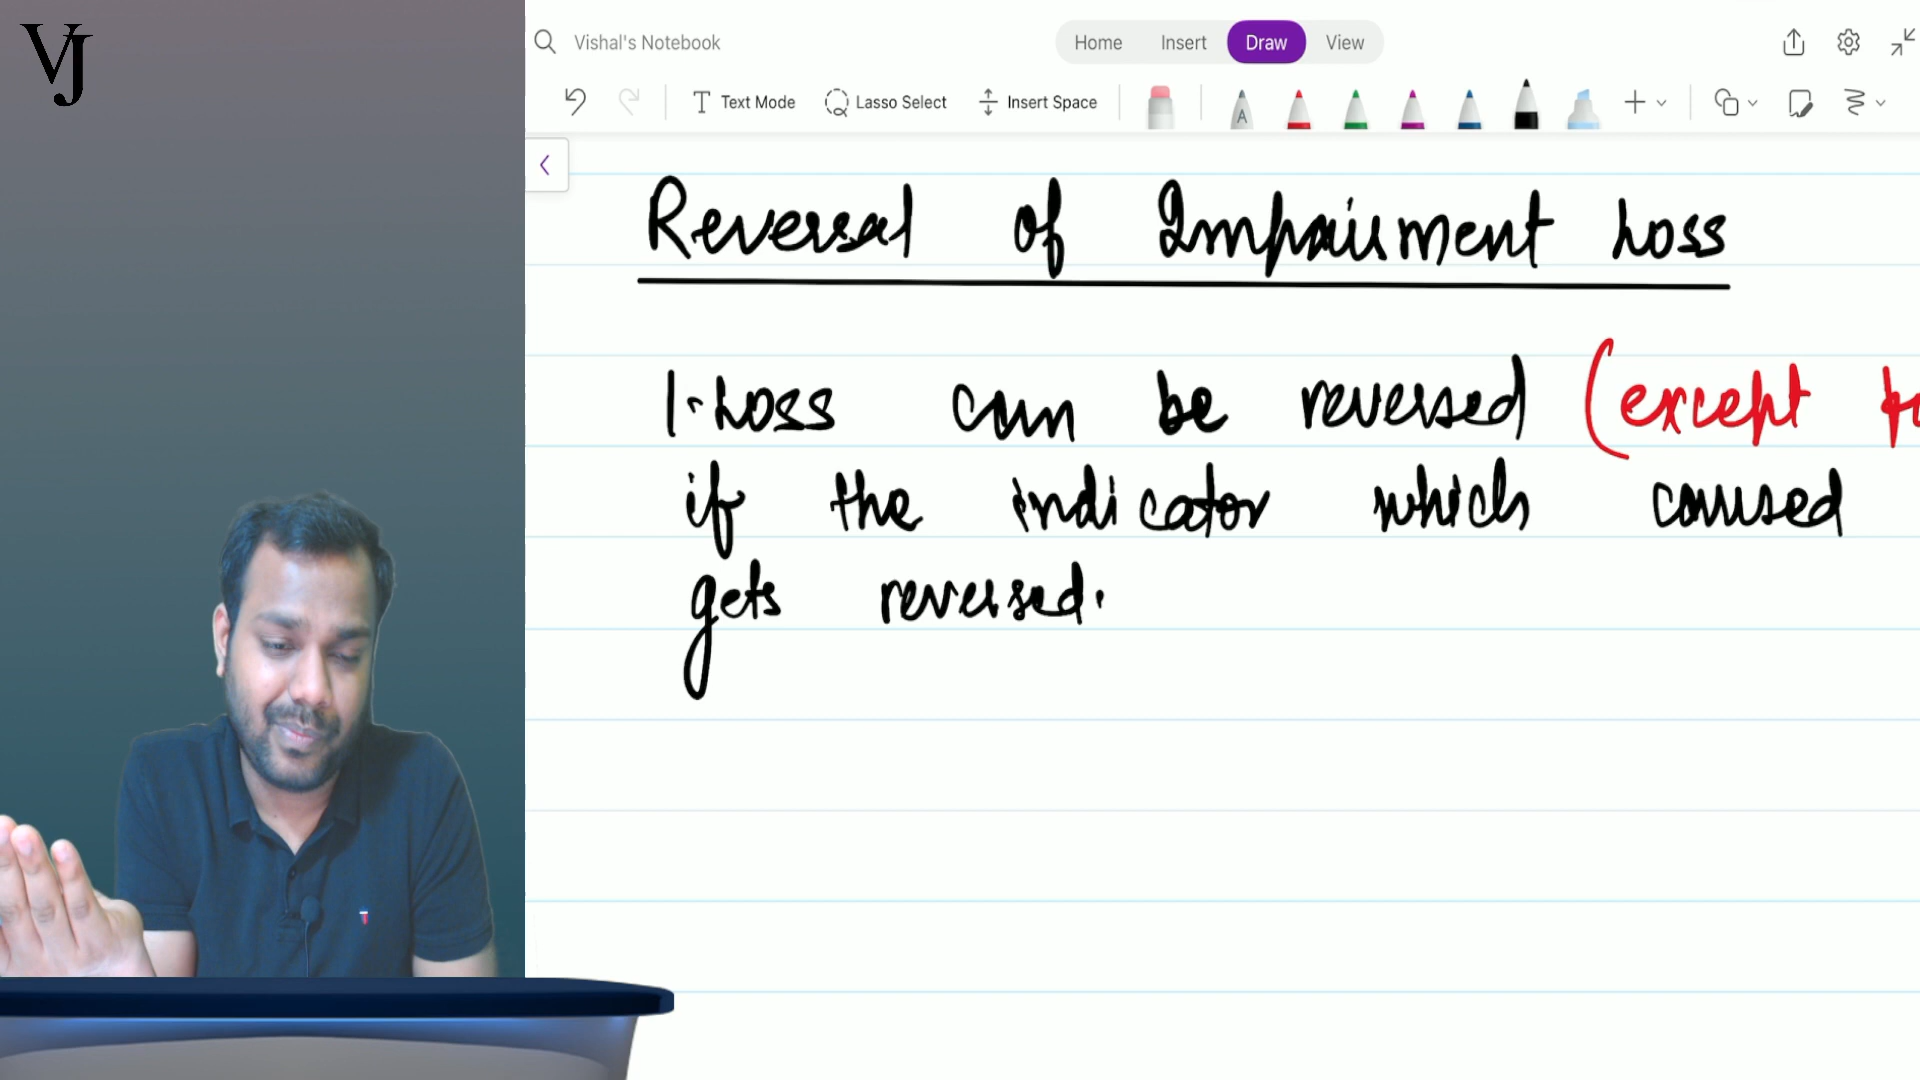 VJ
Vishal's Notebook
Home Insert Draw View
Text Mode Lasso Select Insert Space
A
Reversal of Impairment Loss
I.Loss can be reversed (except
if the indicator which caused
gets reversed.